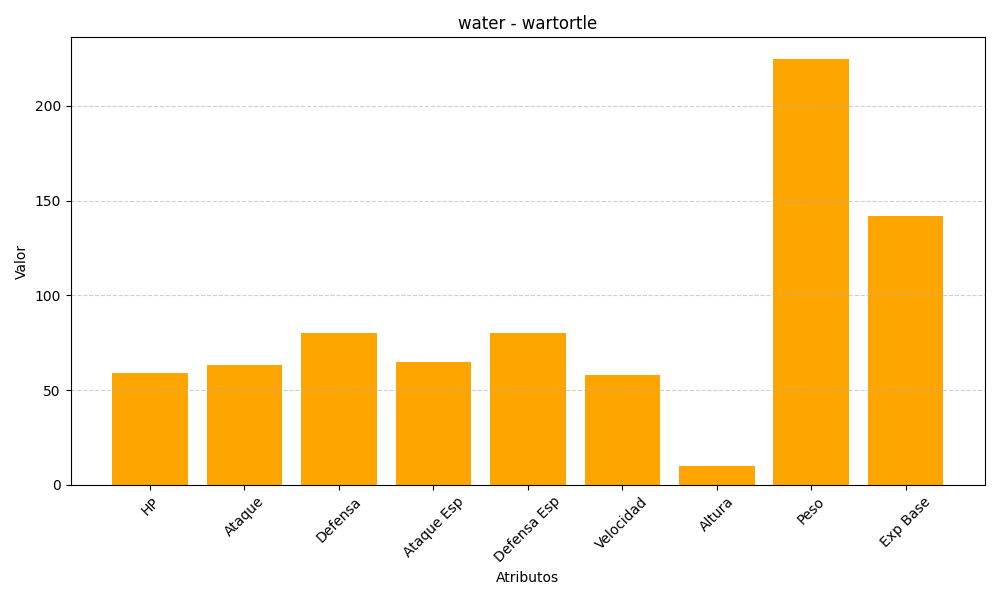 water - wartortle
Valor
200
150
100
50
0
HP
Ataque
Defensa
Ataque Esp
Defensa Esp
Velocidad
Altura
Peso
Exp Base
Atributos